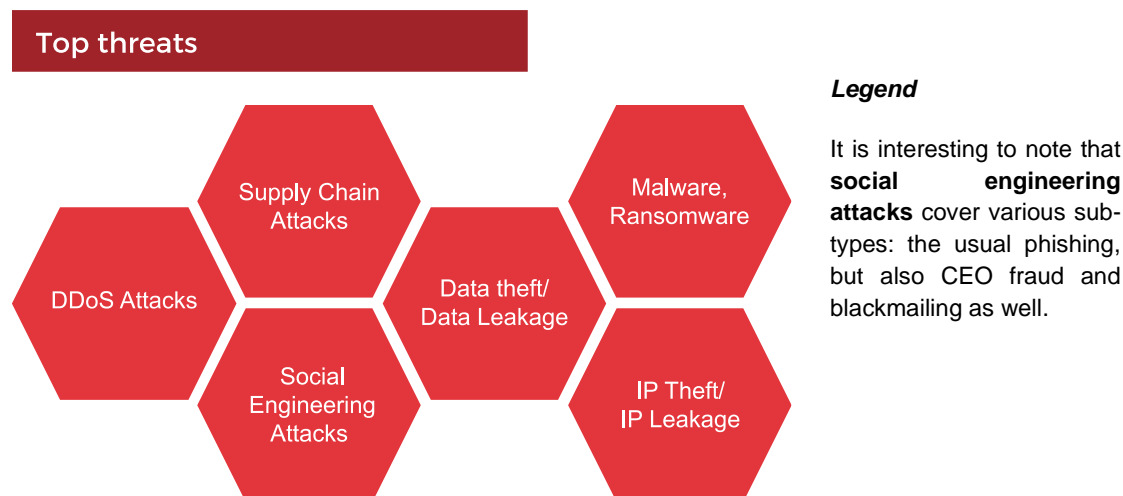 Top threats
Supply Chain
Attacks
Malware,
Ransomware
DDoS Attacks
Data theft/
Data Leakage
Social
Engineering
Attacks
IP Theft/
IP Leakage
Legend
It is interesting to note that
social engineering
attacks cover various sub-
types: the usual phishing,
but also CEO fraud and
blackmailing as well.